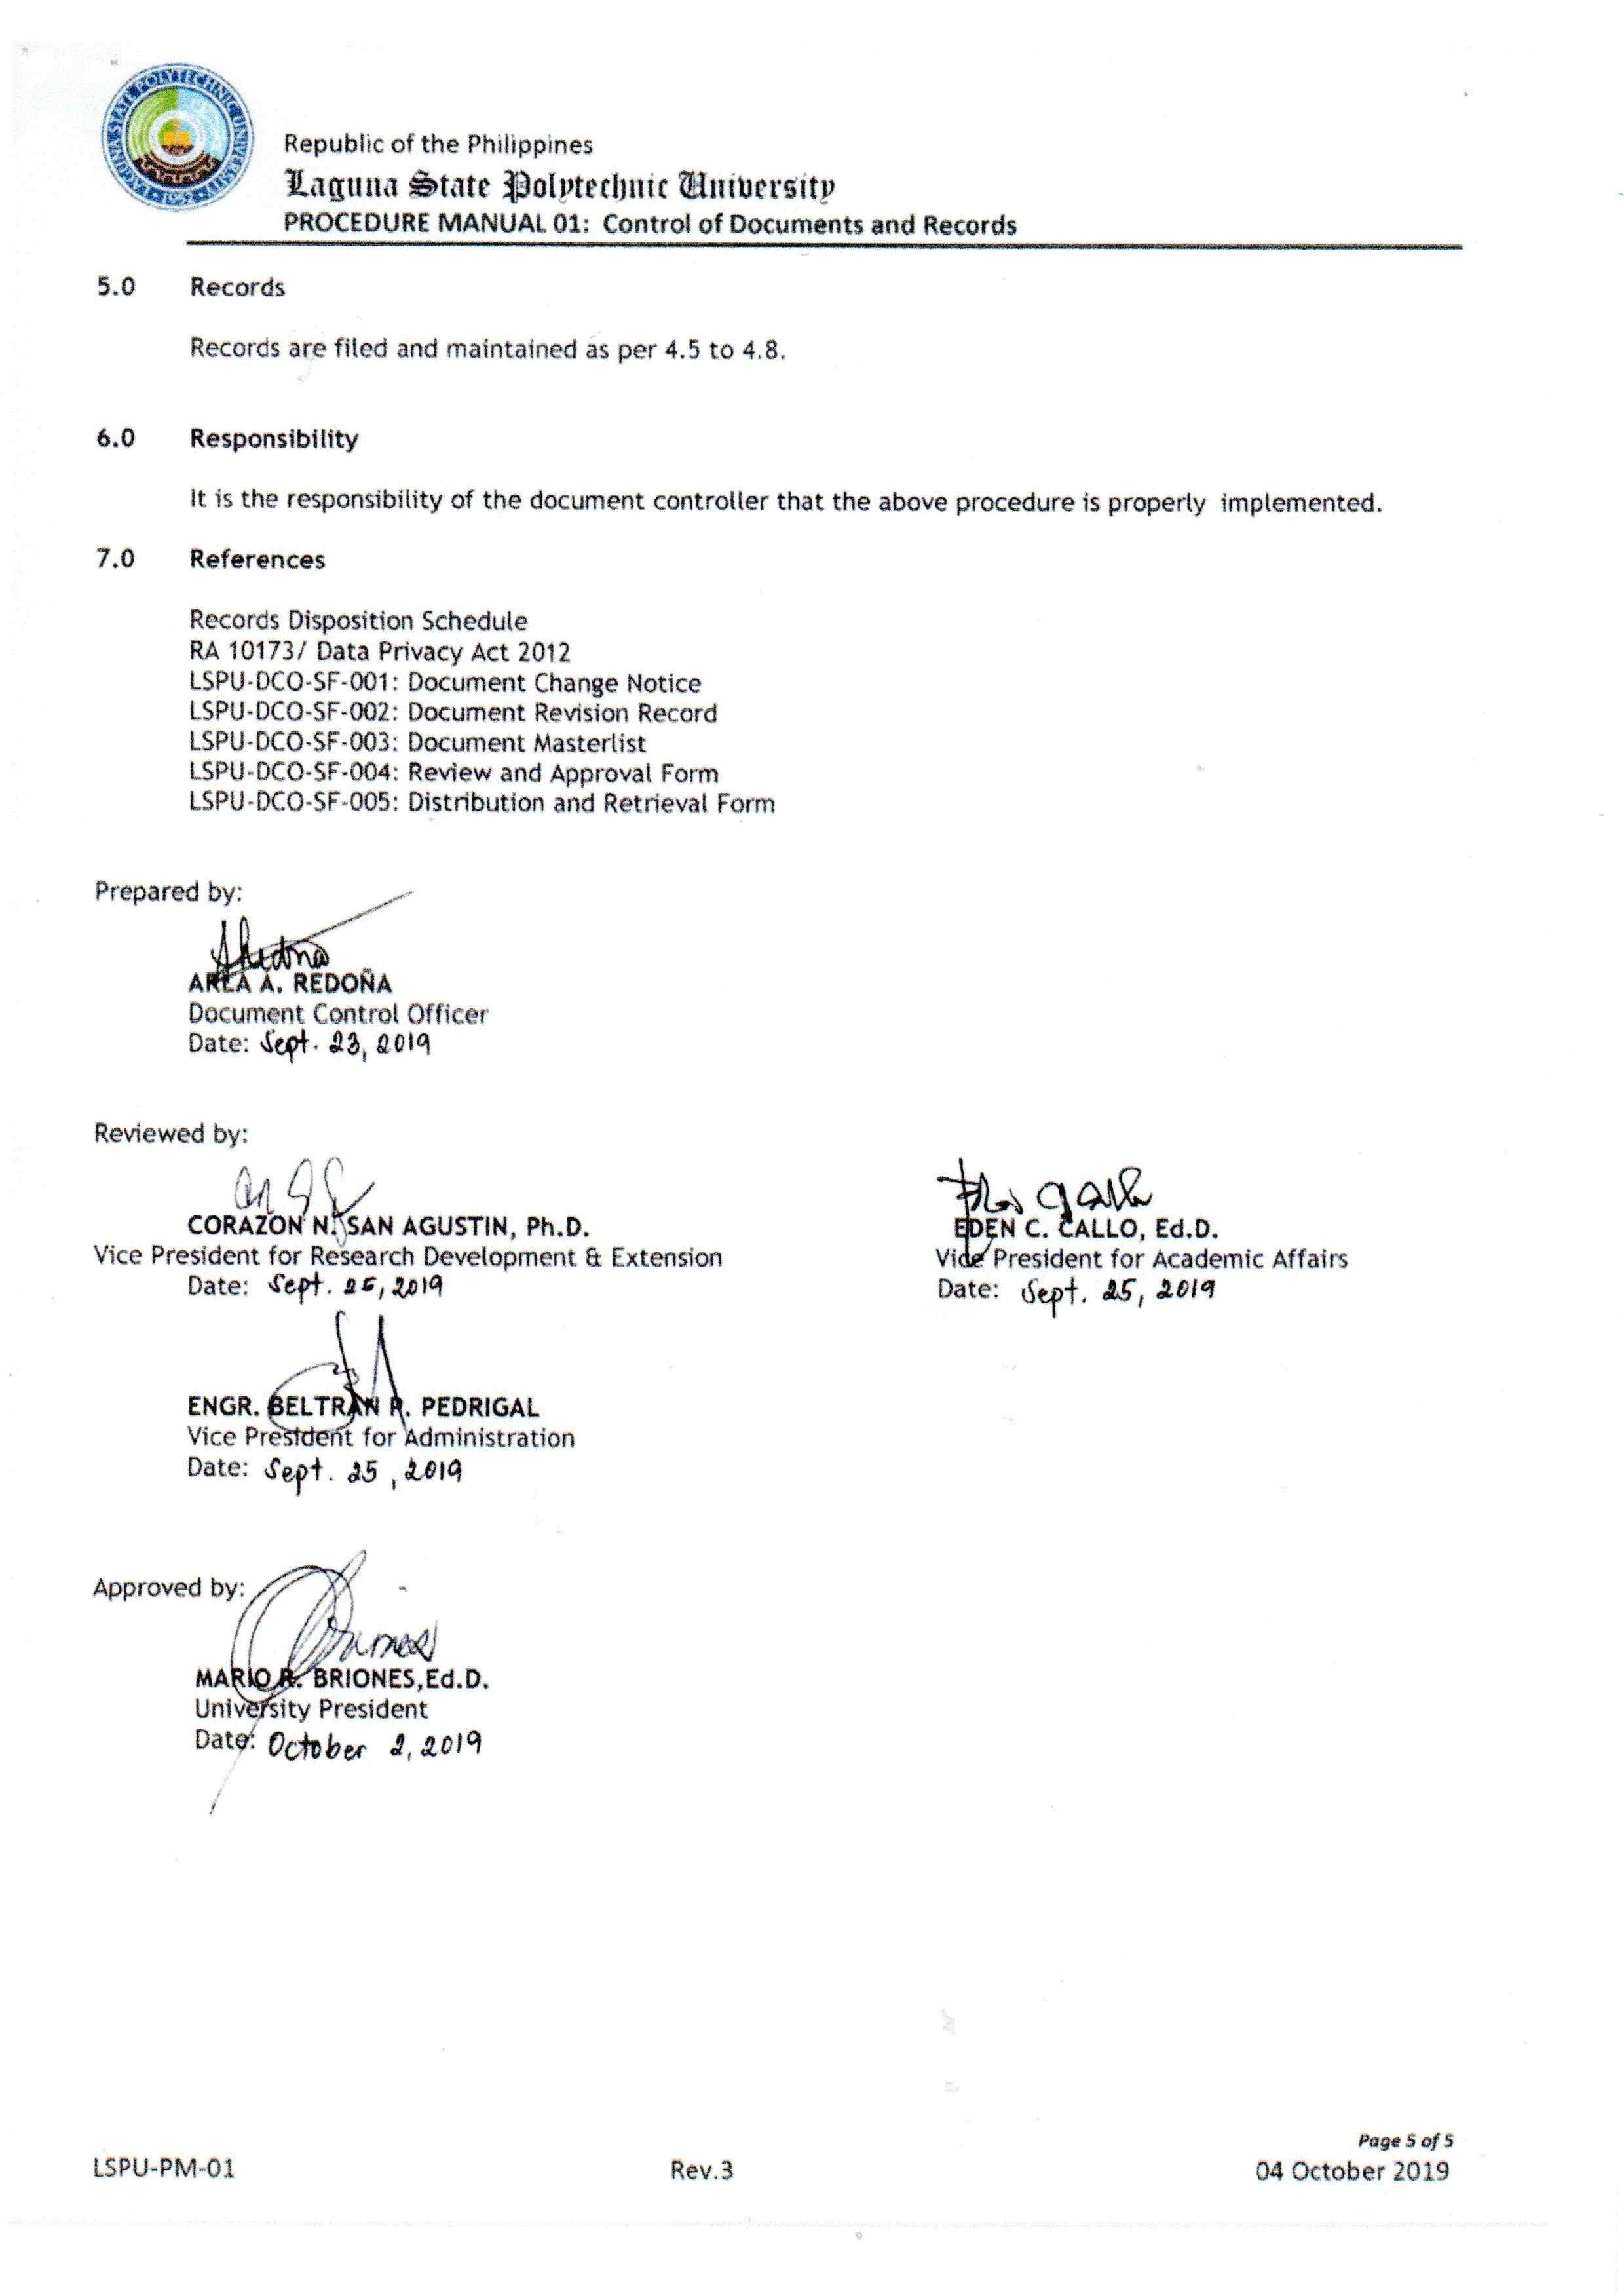 LAGUNA STATE POLYTECHNIC UNIVERSITY
1952
Republic of the Philippines
Laguna State Polytechnic University
PROCEDURE MANUAL 01: Control of Documents and Records
5.0 Records
Records are filed and maintained as per 4.5 to 4.8.
6.0 Responsibility
It is the responsibility of the document controller that the above procedure is properly implemented.
7.0 References
Records Disposition Schedule
RA 10173/ Data Privacy Act 2012
LSPU-DCO-SF-001: Document Change Notice
LSPU-DCO-SF-002: Document Revision Record
LSPU-DCO-SF-003: Document Masterlist
LSPU-DCO-SF-004: Review and Approval Form
LSPU-DCO-SF-005: Distribution and Retrieval Form
Prepared by:
ARLA A. REDOÑA
Document Control Officer
Date: Sept. 23, 2019
Reviewed by:
CORAZON N. SAN AGUSTIN, Ph.D.
Vice President for Research Development & Extension
Date: Sept. 25, 2019
EDEN C. CALLO, Ed.D.
Vice President for Academic Affairs
Date: Sept. 25, 2019
ENGR. BELTRAN P. PEDRIGAL
Vice President for Administration
Date: Sept. 25, 2019
Approved by:
MARIO R. BRIONES,Ed.D.
University President
Date: October 2, 2019
Page 5 of 5
LSPU-PM-01 Rev.3 04 October 2019